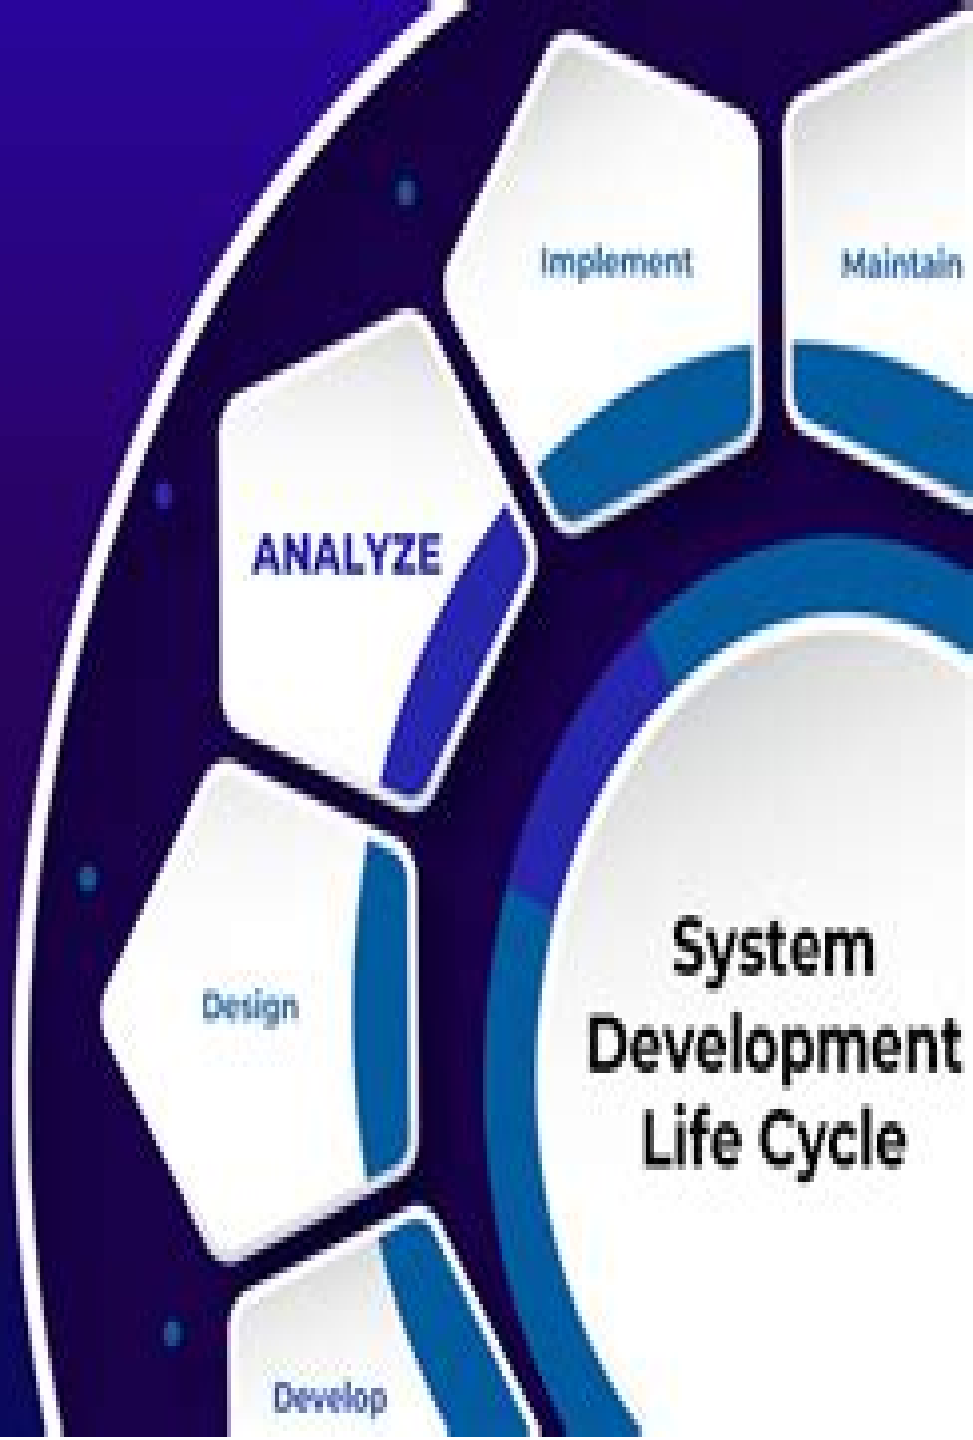 Implement
Maintain
ANALYZE
Design
System
Development
Life Cycle
Develop